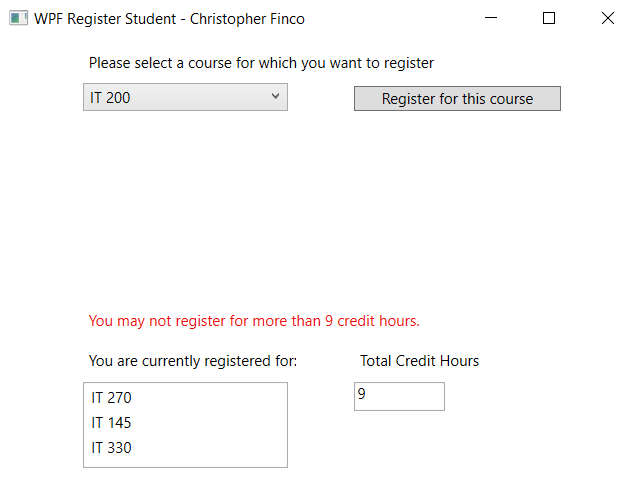 WPF Register Student - Christopher Finco
Please select a course for which you want to register
IT 200
Register for this course
You may not register for more than 9 credit hours.
You are currently registered for:
Total Credit Hours
IT 270
IT 145
IT 330
9